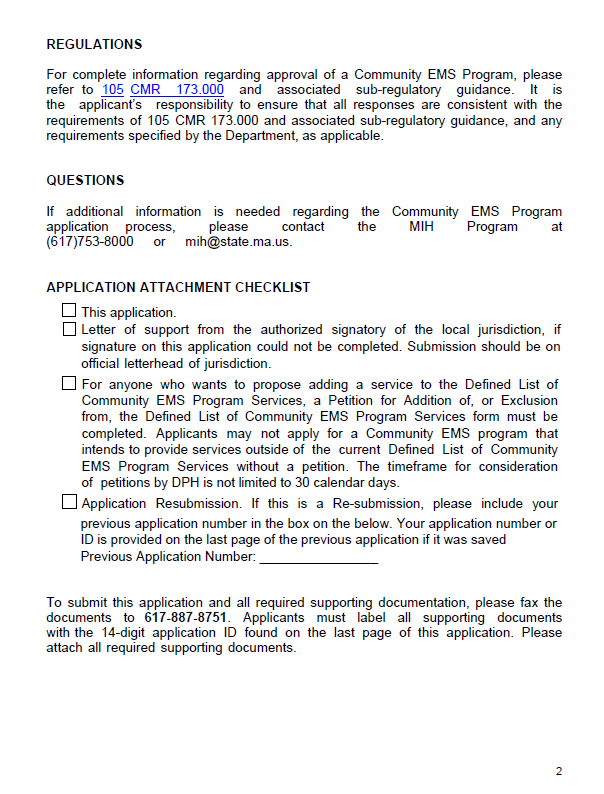 REGULATIONS
For complete information regarding approval of a Community EMS Program, please
refer to 105 CMR 173.000 and associated sub-regulatory guidance. It is
the applicant's responsibility to ensure that all responses are consistent with the
requirements of 105 CMR 173.000 and associated sub-regulatory guidance, and any
requirements specified by the Department, as applicable.
QUESTIONS
If additional information is needed regarding the Community EMS Program
application process, please contact the MIH Program at
(617)753-8000 or mih@state.ma.us.
APPLICATION ATTACHMENT CHECKLIST
This application.
Letter of support from the authorized signatory of the local jurisdiction, if
signature on this application could not be completed. Submission should be on
official letterhead of jurisdiction.
For anyone who wants to propose adding a service to the Defined List of
Community EMS Program Services, a Petition for Addition of, or Exclusion
from, the Defined List of Community EMS Program Services form must be
completed. Applicants may not apply for a Community EMS program that
intends to provide services outside of the current Defined List of Community
EMS Program Services without a petition. The timeframe for consideration
of petitions by DPH is not limited to 30 calendar days.
Application Resubmission. If this is a Re-submission, please include your
previous application number in the box on the below. Your application number or
ID is provided on the last page of the previous application if it was saved
Previous Application Number: ________________
To submit this application and all required supporting documentation, please fax the
documents to 617-887-8751. Applicants must label all supporting documents
with the 14-digit application ID found on the last page of this application. Please
attach all required supporting documents.
2